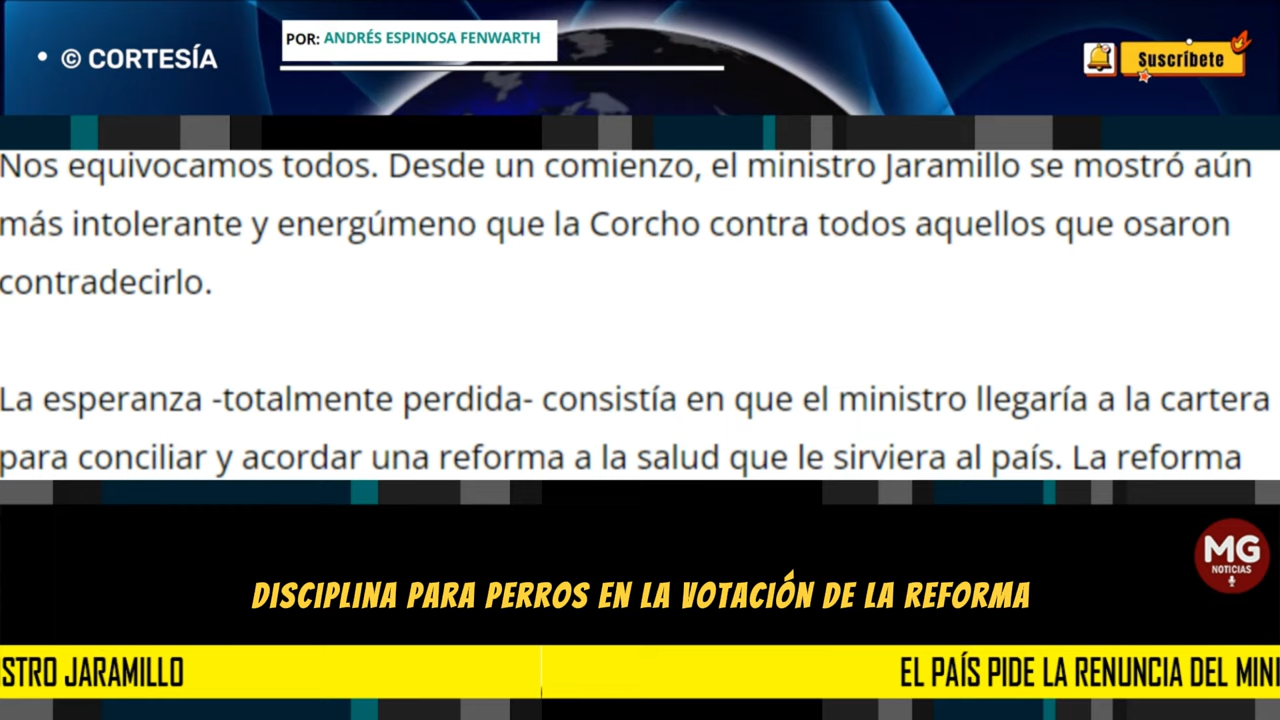 • © CORTESÍA
POR: ANDRÉS ESPINOSA FENWARTH
Suscríbete
Nos equivocamos todos. Desde un comienzo, el ministro Jaramillo se mostró aún
más intolerante y energúmeno que la Corcho contra todos aquellos que osaron
contradecirlo.
La esperanza -totalmente perdida- consistía en que el ministro llegaría a la cartera
para conciliar y acordar una reforma a la salud que le sirviera al país. La reforma
MG
NOTICIAS
DISCIPLINA PARA PERROS EN LA VOTACIÓN DE LA REFORMA
STRO JARAMILLO
EL PAÍS PIDE LA RENUNCIA DEL MINI